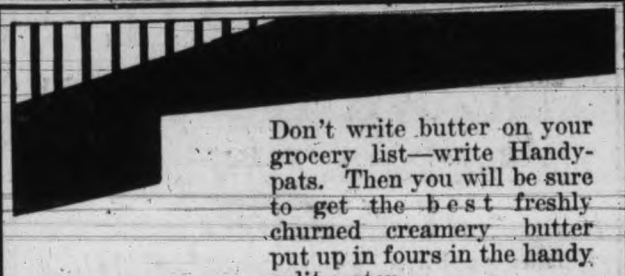 Don't write butter on your
grocery list—write Handy-
pats. Then you will be sure
to get the best freshly
churned creamery butter
put up in fours in the handy